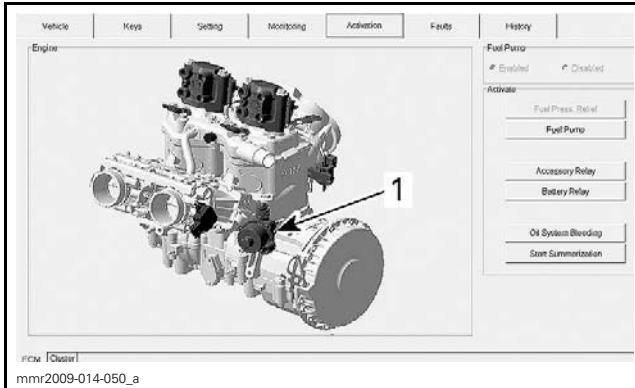 Vehicle Keys Setting Monitoring Activation Faults History
Engine
Fuel Pump
Enabled Disabled
Activate
Fuel Press. Relief
Fuel Pump
Accessory Relay
Battery Relay
Oil System Bleeding
Start Summerization
1
ECM Cluster
mmr2009-014-050_a